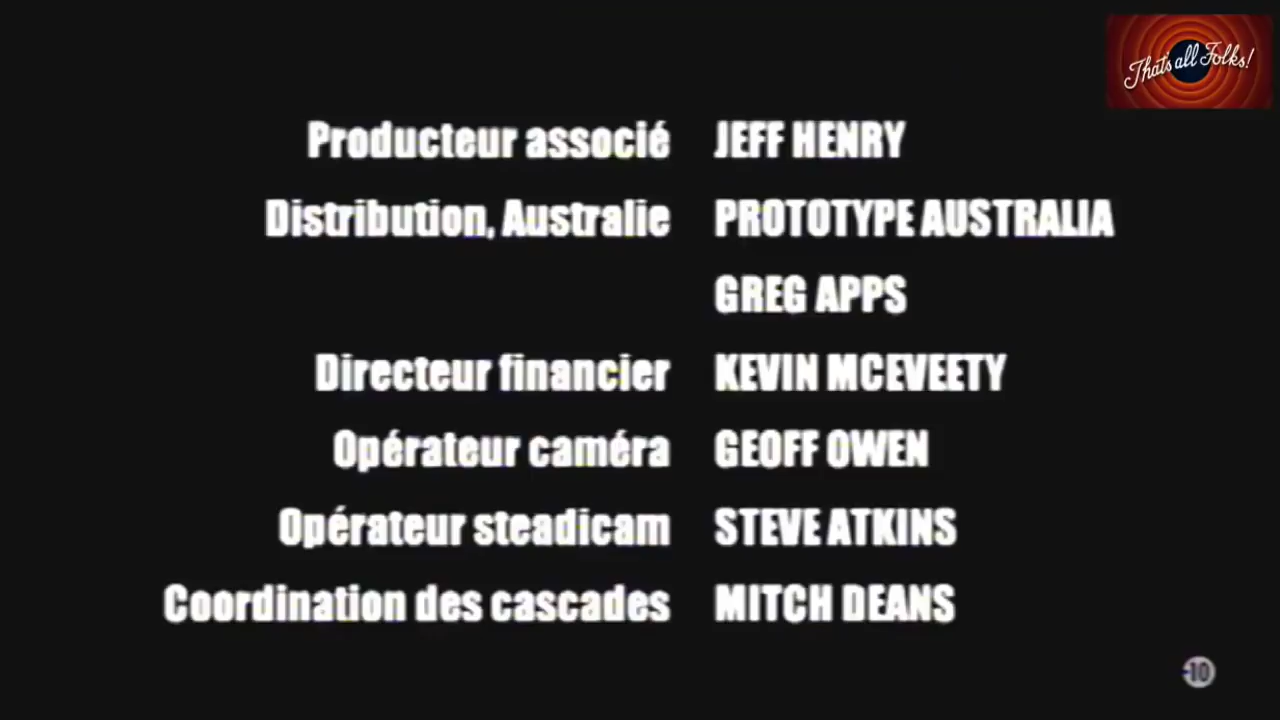 That's all Folks!
Producteur associé JEFF HENRY
Distribution, Australie PROTOTYPE AUSTRALIA
GREG APPS
Directeur financier KEVIN MCEVEETY
Opérateur caméra GEOFF OWEN
Opérateur steadicam STEVE ATKINS
Coordination des cascades MITCH DEANS
-10